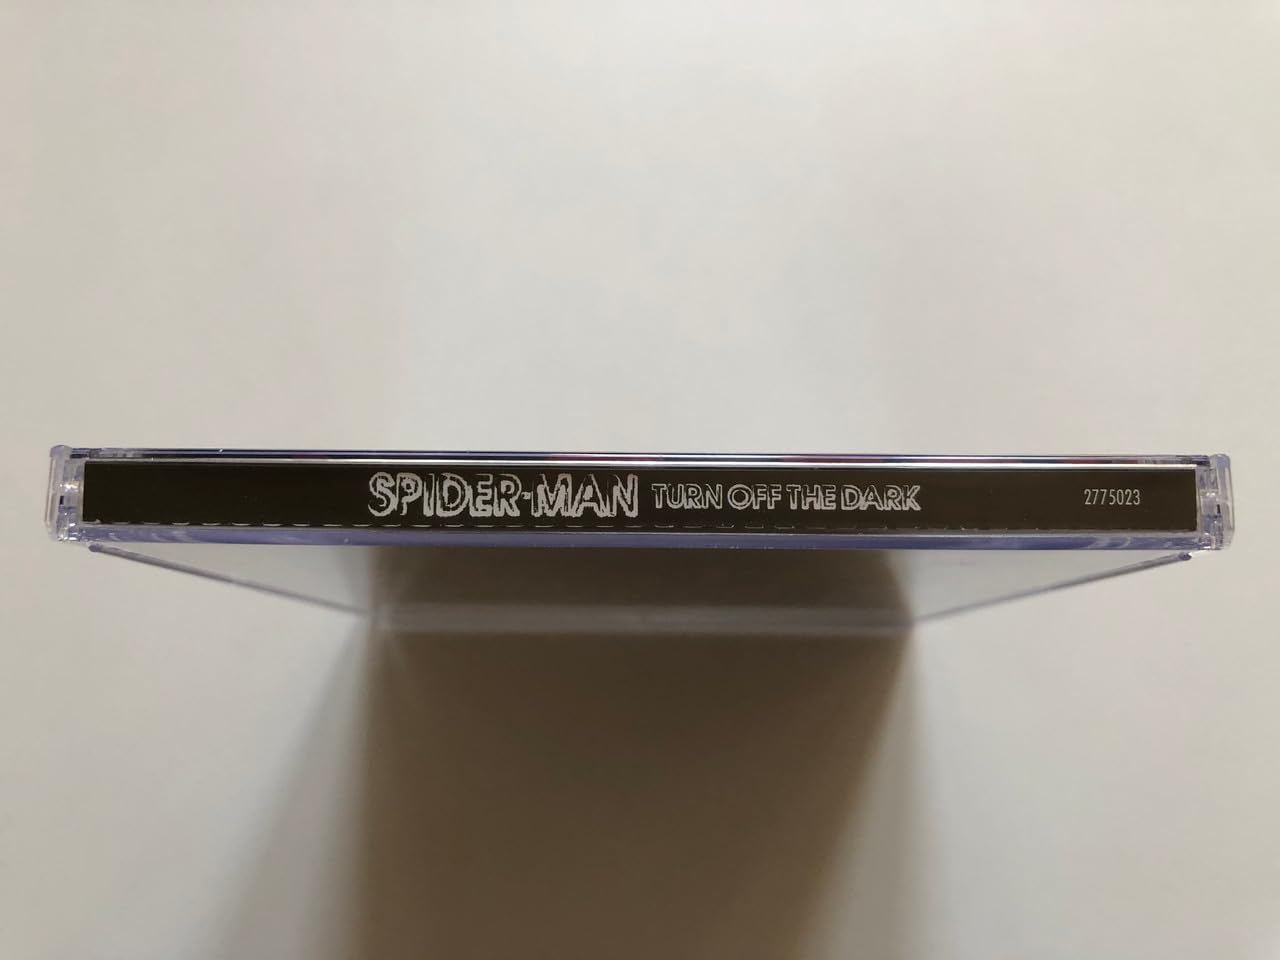 SPIDER-MAN TURN OFF THE DARK 2775023